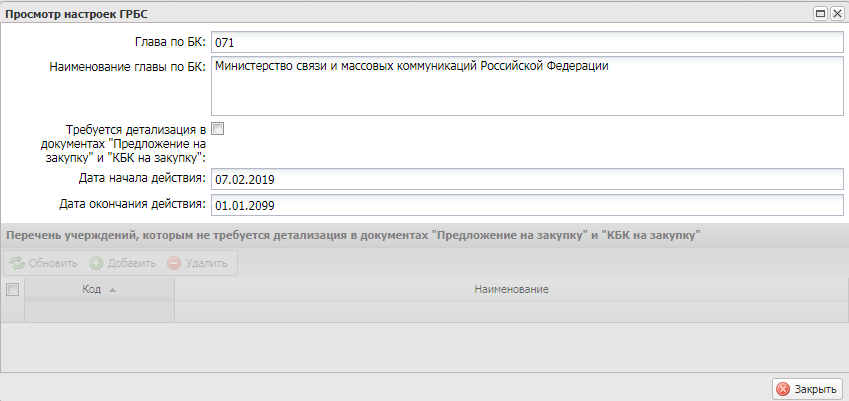 Просмотр настроек ГРБС
Глава по БК: 071
Наименование главы по БК: Министерство связи и массовых коммуникаций Российской Федерации
Требуется детализация в
документах "Предложение на
закупку" и "КБК на закупку":
Дата начала действия: 07.02.2019
Дата окончания действия: 01.01.2099
Перечень учерждений, которым не требуется детализация в документах "Предложение на закупку" и "КБК на закупку"
Обновить Добавить Удалить
Код Наименование
Закрыть